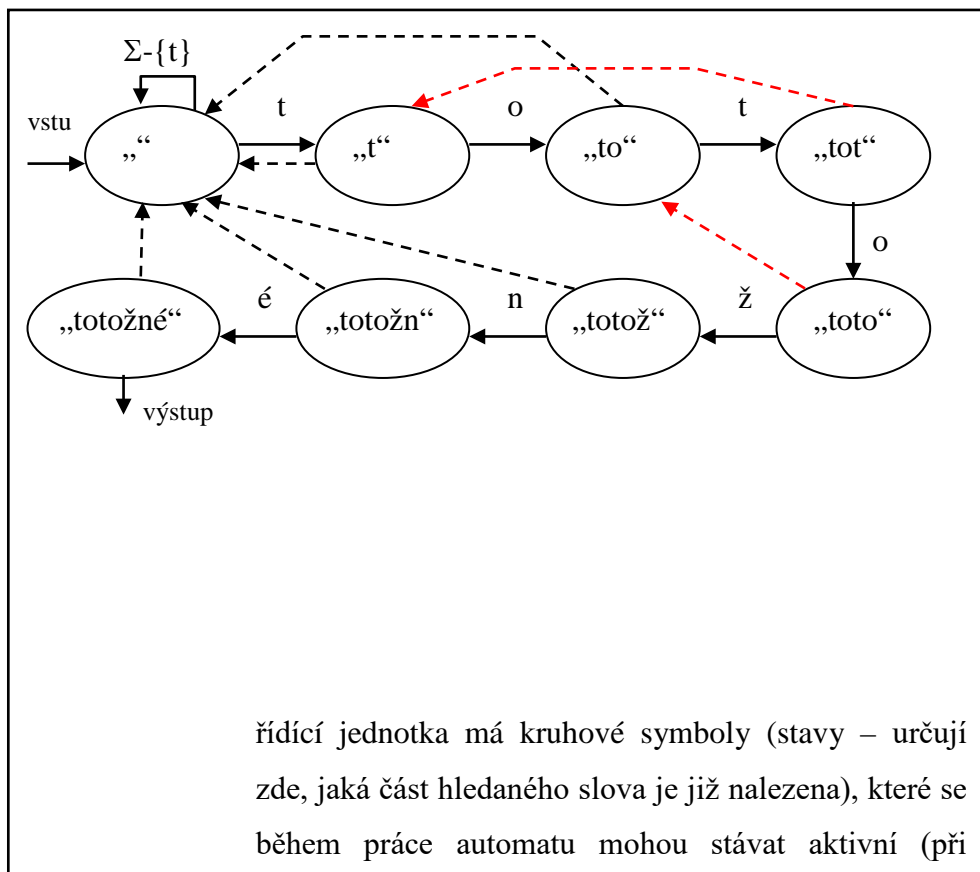 Σ-{t}
vstu
t
o
t
„“
„t“
„to“
„tot“
o
é
n
ž
„totožné“
„totožn“
„totož“
„toto“
výstup
řídící jednotka má kruhové symboly (stavy – určují
zde, jaká část hledaného slova je již nalezena), které se
během práce automatu mohou stávat aktivní (při